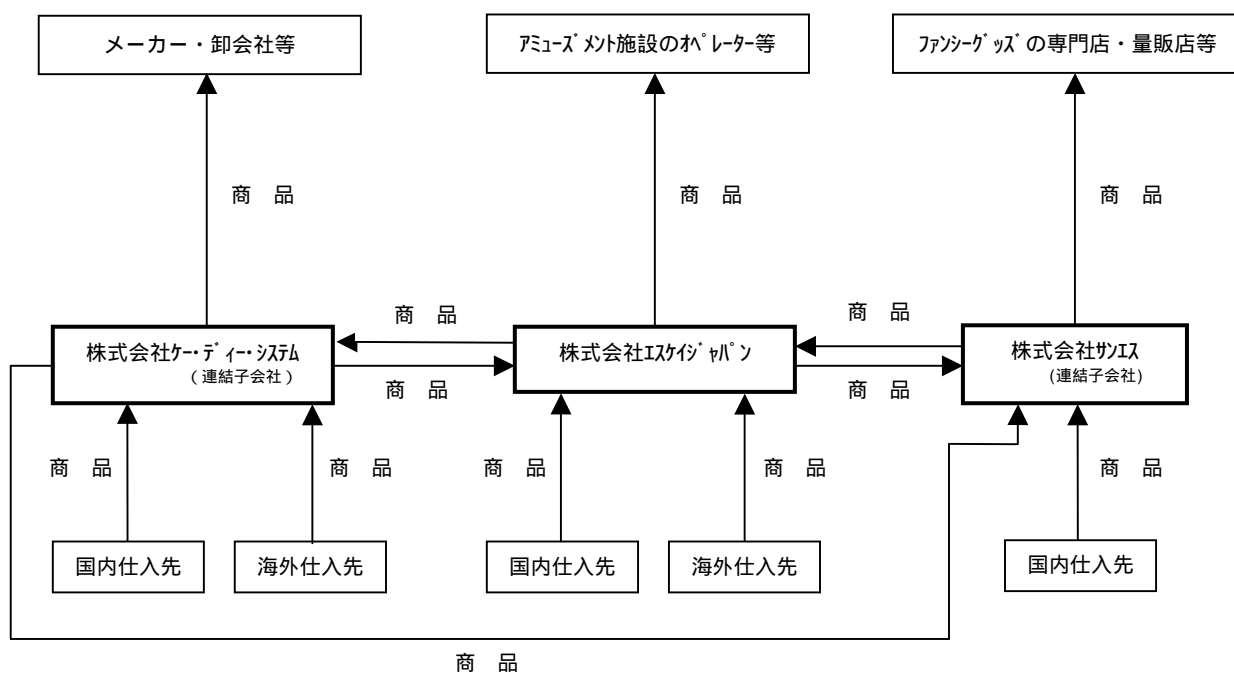 メーカー・卸会社等
ｱﾐｭｰｽﾞﾒﾝﾄ施設のｵﾍﾟﾚｰﾀｰ等
ﾌｧﾝｼｰｸﾞｯｽﾞの専門店・量販店等
商 品
商 品
商 品
商 品
商 品
株式会社ｹｰ･ﾃﾞｨｰ･ｼｽﾃﾑ
（連結子会社）
株式会社ｴｽｹｲｼﾞｬﾊﾟﾝ
株式会社ｻﾝｴｽ
(連結子会社)
商 品
商 品
商 品
商 品
商 品
商 品
商 品
国内仕入先
海外仕入先
国内仕入先
海外仕入先
国内仕入先
商 品